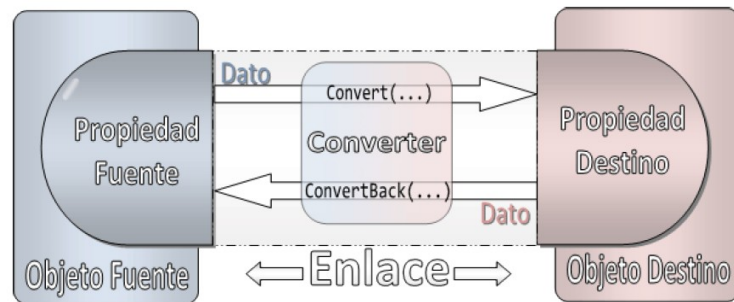 Dato
Convert(...)
Propiedad
Fuente
Converter
Propiedad
Destino
ConvertBack(...)
Dato
Objeto Fuente
Enlace
Objeto Destino